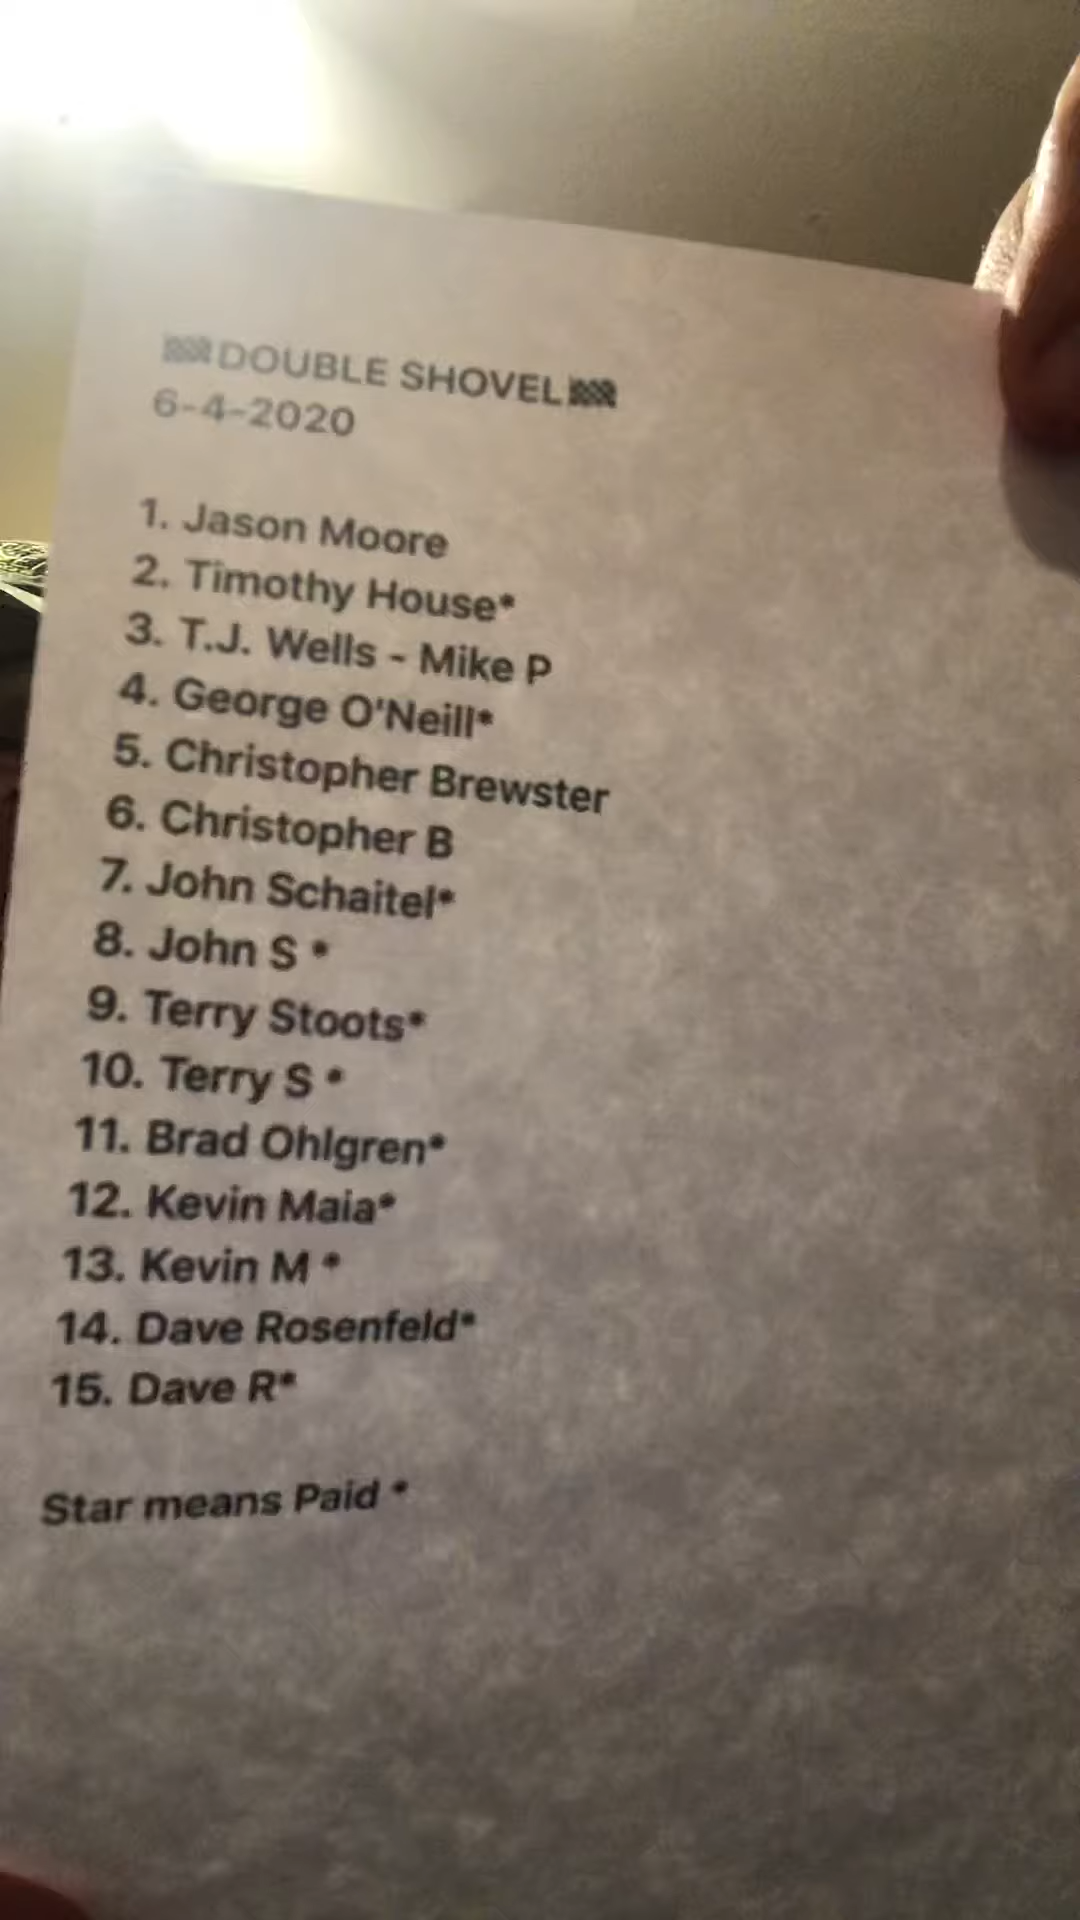 🏁DOUBLE SHOVEL🏁
6-4-2020
1. Jason Moore
2. Timothy House*
3. T.J. Wells - Mike P
4. George O'Neill*
5. Christopher Brewster
6. Christopher B
7. John Schaitel*
8. John S *
9. Terry Stoots*
10. Terry S *
11. Brad Ohlgren*
12. Kevin Maia*
13. Kevin M *
14. Dave Rosenfeld*
15. Dave R*
Star means Paid *